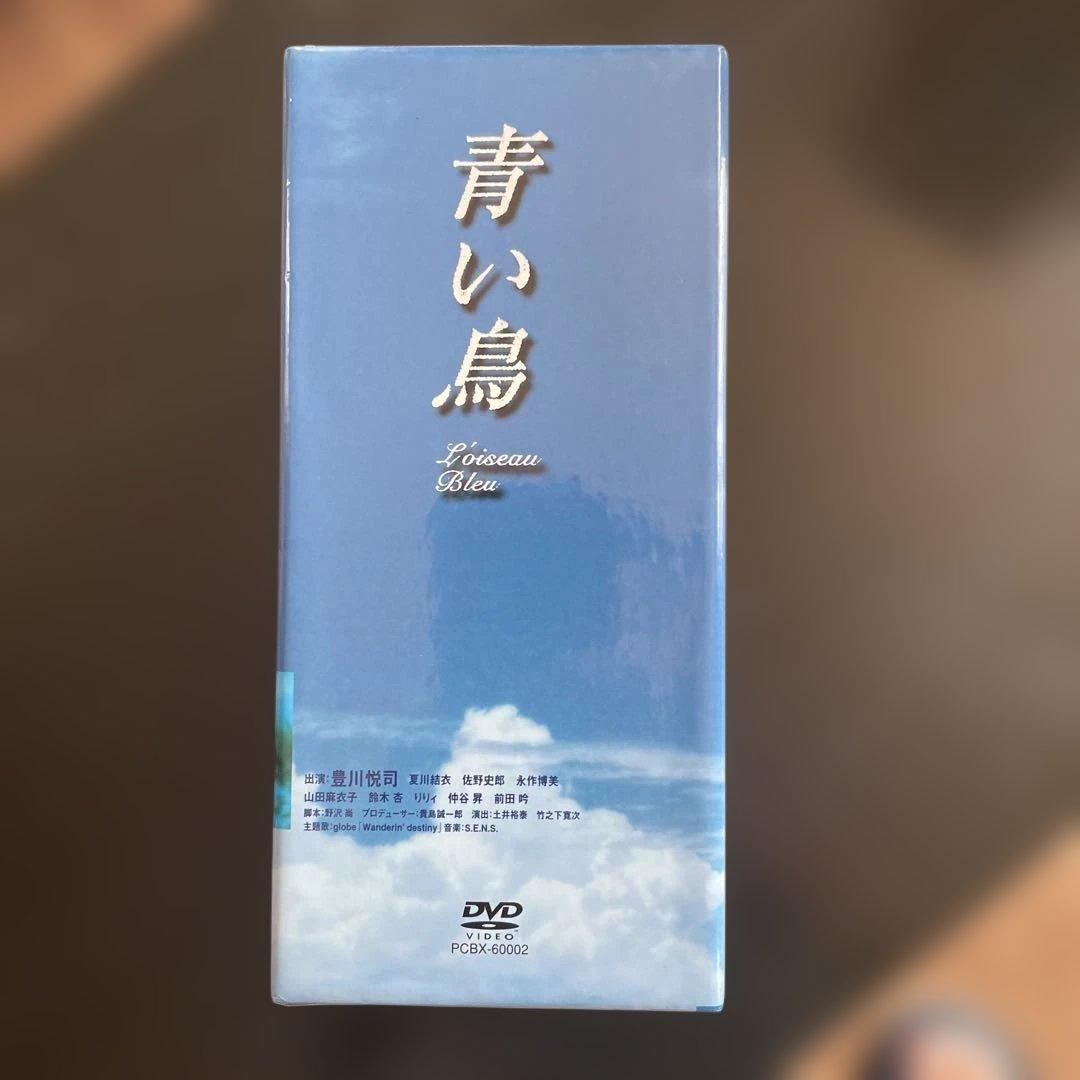 青い鳥
L'oiseau
Bleu
出演:豊川悦司 夏川結衣 佐野史郎 永作博美
山田麻衣子 鈴木 杏 りりィ 仲谷 昇 前田 吟
脚本:野沢 尚 プロデューサー:貴島誠一郎 演出:土井裕泰 竹之下寛次
主題歌:globe「Wanderin' destiny」音楽:S.E.N.S.
DVD
VIDEO
PCBX-60002